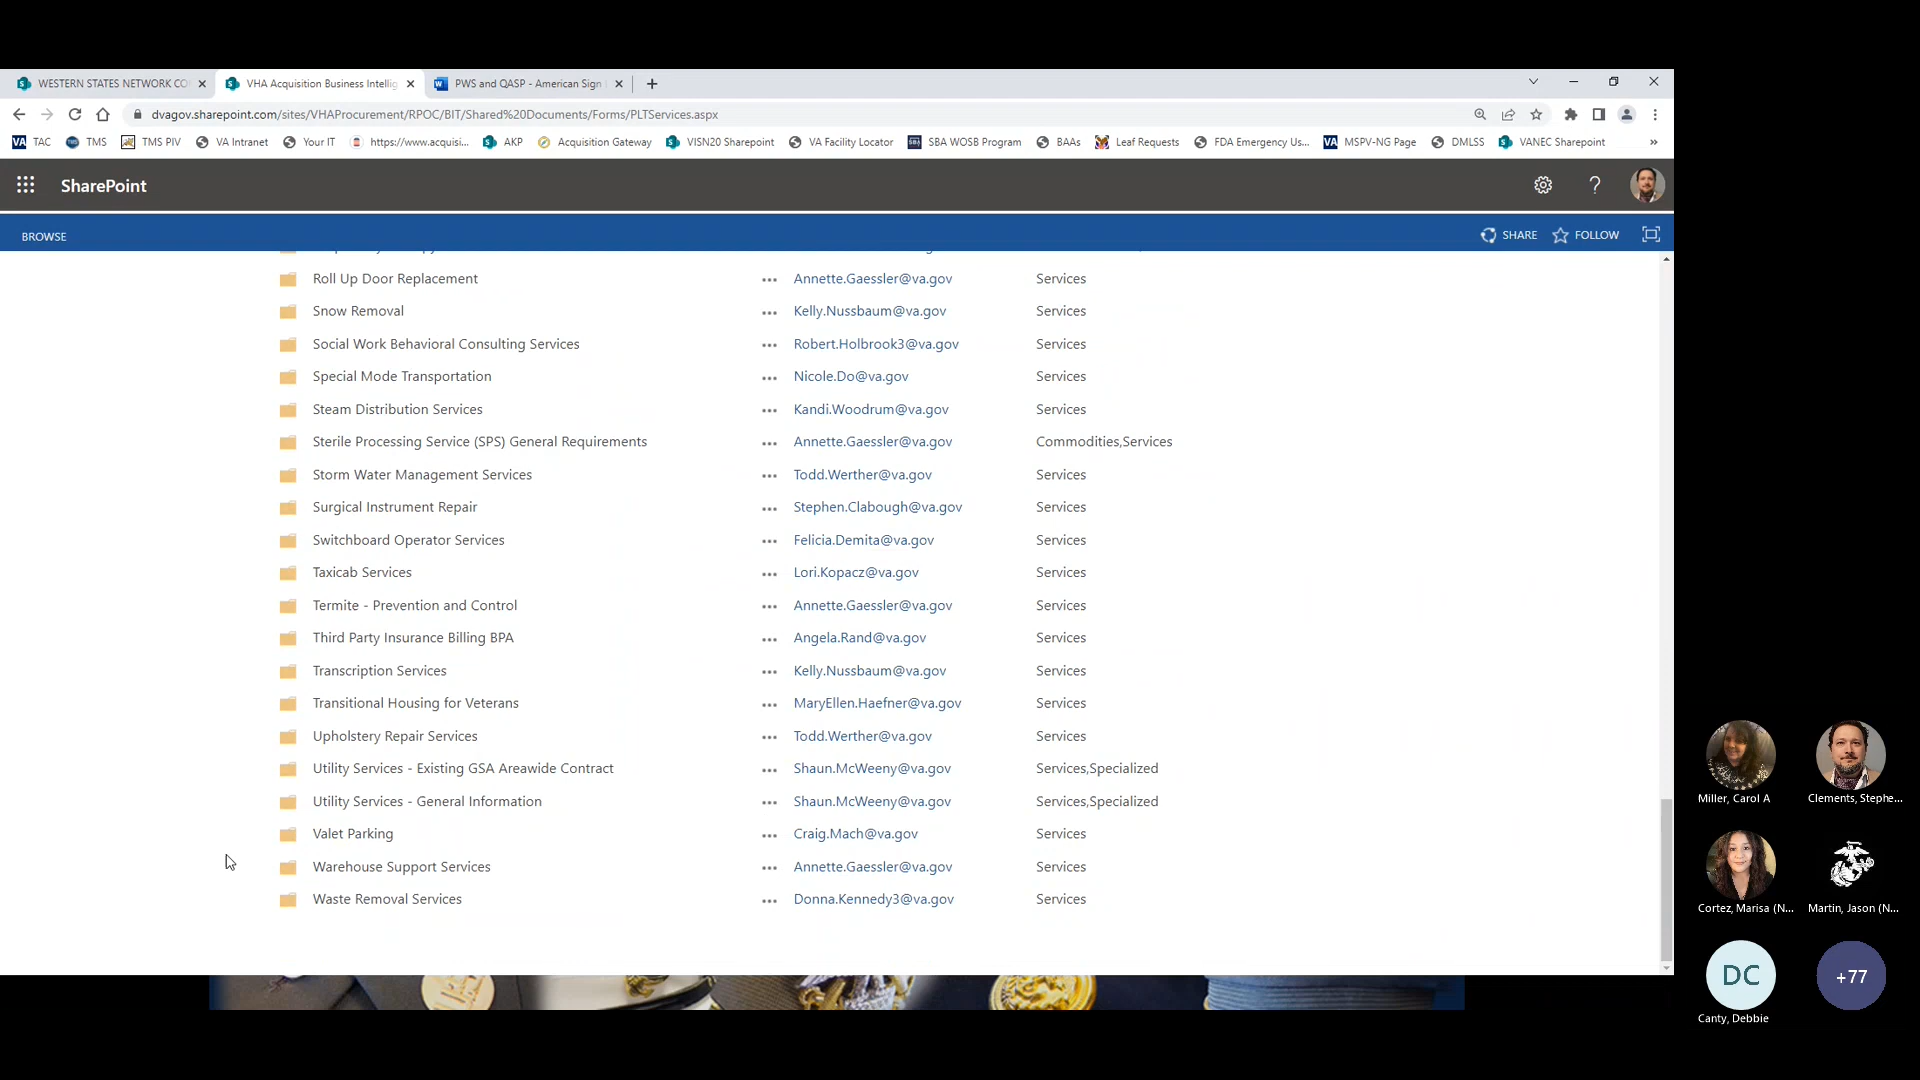 WESTERN STATES NETWORK CO
VHA Acquisition Business Intellig
PWS and QASP - American Sign
dvagov.sharepoint.com/sites/VHAProcurement/RPOC/BIT/Shared%20Documents/Forms/PLTServices.aspx
VA TAC TMS TMS PIV VA Intranet Your IT https://www.acquisi... AKP Acquisition Gateway VISN20 Sharepoint VA Facility Locator SBA WOSB Program BAAs Leaf Requests FDA Emergency Us... VA MSPV-NG Page DMLSS VANEC Sharepoint »
SharePoint ?
BROWSE SHARE FOLLOW
Roll Up Door Replacement ... Annette.Gaessler@va.gov Services
Snow Removal ... Kelly.Nussbaum@va.gov Services
Social Work Behavioral Consulting Services ... Robert.Holbrook3@va.gov Services
Special Mode Transportation ... Nicole.Do@va.gov Services
Steam Distribution Services ... Kandi.Woodrum@va.gov Services
Sterile Processing Service (SPS) General Requirements ... Annette.Gaessler@va.gov Commodities,Services
Storm Water Management Services ... Todd.Werther@va.gov Services
Surgical Instrument Repair ... Stephen.Clabough@va.gov Services
Switchboard Operator Services ... Felicia.Demita@va.gov Services
Taxicab Services ... Lori.Kopacz@va.gov Services
Termite - Prevention and Control ... Annette.Gaessler@va.gov Services
Third Party Insurance Billing BPA ... Angela.Rand@va.gov Services
Transcription Services ... Kelly.Nussbaum@va.gov Services
Transitional Housing for Veterans ... MaryEllen.Haefner@va.gov Services
Upholstery Repair Services ... Todd.Werther@va.gov Services
Utility Services - Existing GSA Areawide Contract ... Shaun.McWeeny@va.gov Services,Specialized
Utility Services - General Information ... Shaun.McWeeny@va.gov Services,Specialized
Valet Parking ... Craig.Mach@va.gov Services
Warehouse Support Services ... Annette.Gaessler@va.gov Services
Waste Removal Services ... Donna.Kennedy3@va.gov Services
Miller, Carol A
Clements, Stephe...
Cortez, Marisa (N...
Martin, Jason (N...
DC
+77
Canty, Debbie